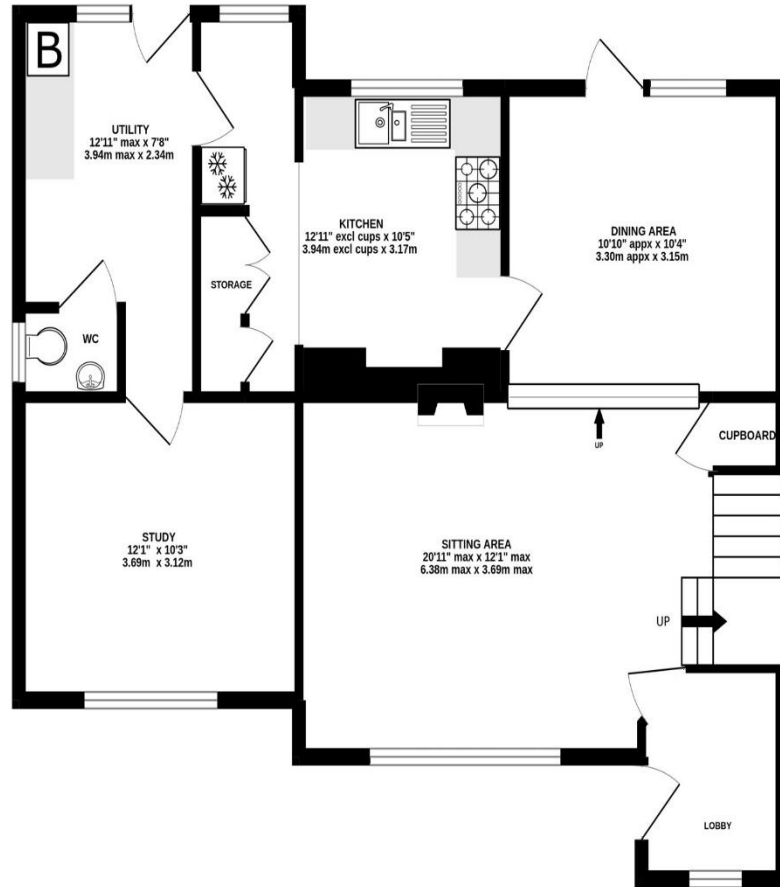 B
UTILITY
12'11" max x 7'8"
3.94m max x 2.34m
KITCHEN
12'11" excl cups x 10'5"
3.94m excl cups x 3.17m
DINING AREA
10'10" appx x 10'4"
3.30m appx x 3.15m
STORAGE
WC
UP
CUPBOARD
STUDY
12'1" x 10'3"
3.69m x 3.12m
SITTING AREA
20'11" max x 12'1" max
6.38m max x 3.69m max
UP
LOBBY